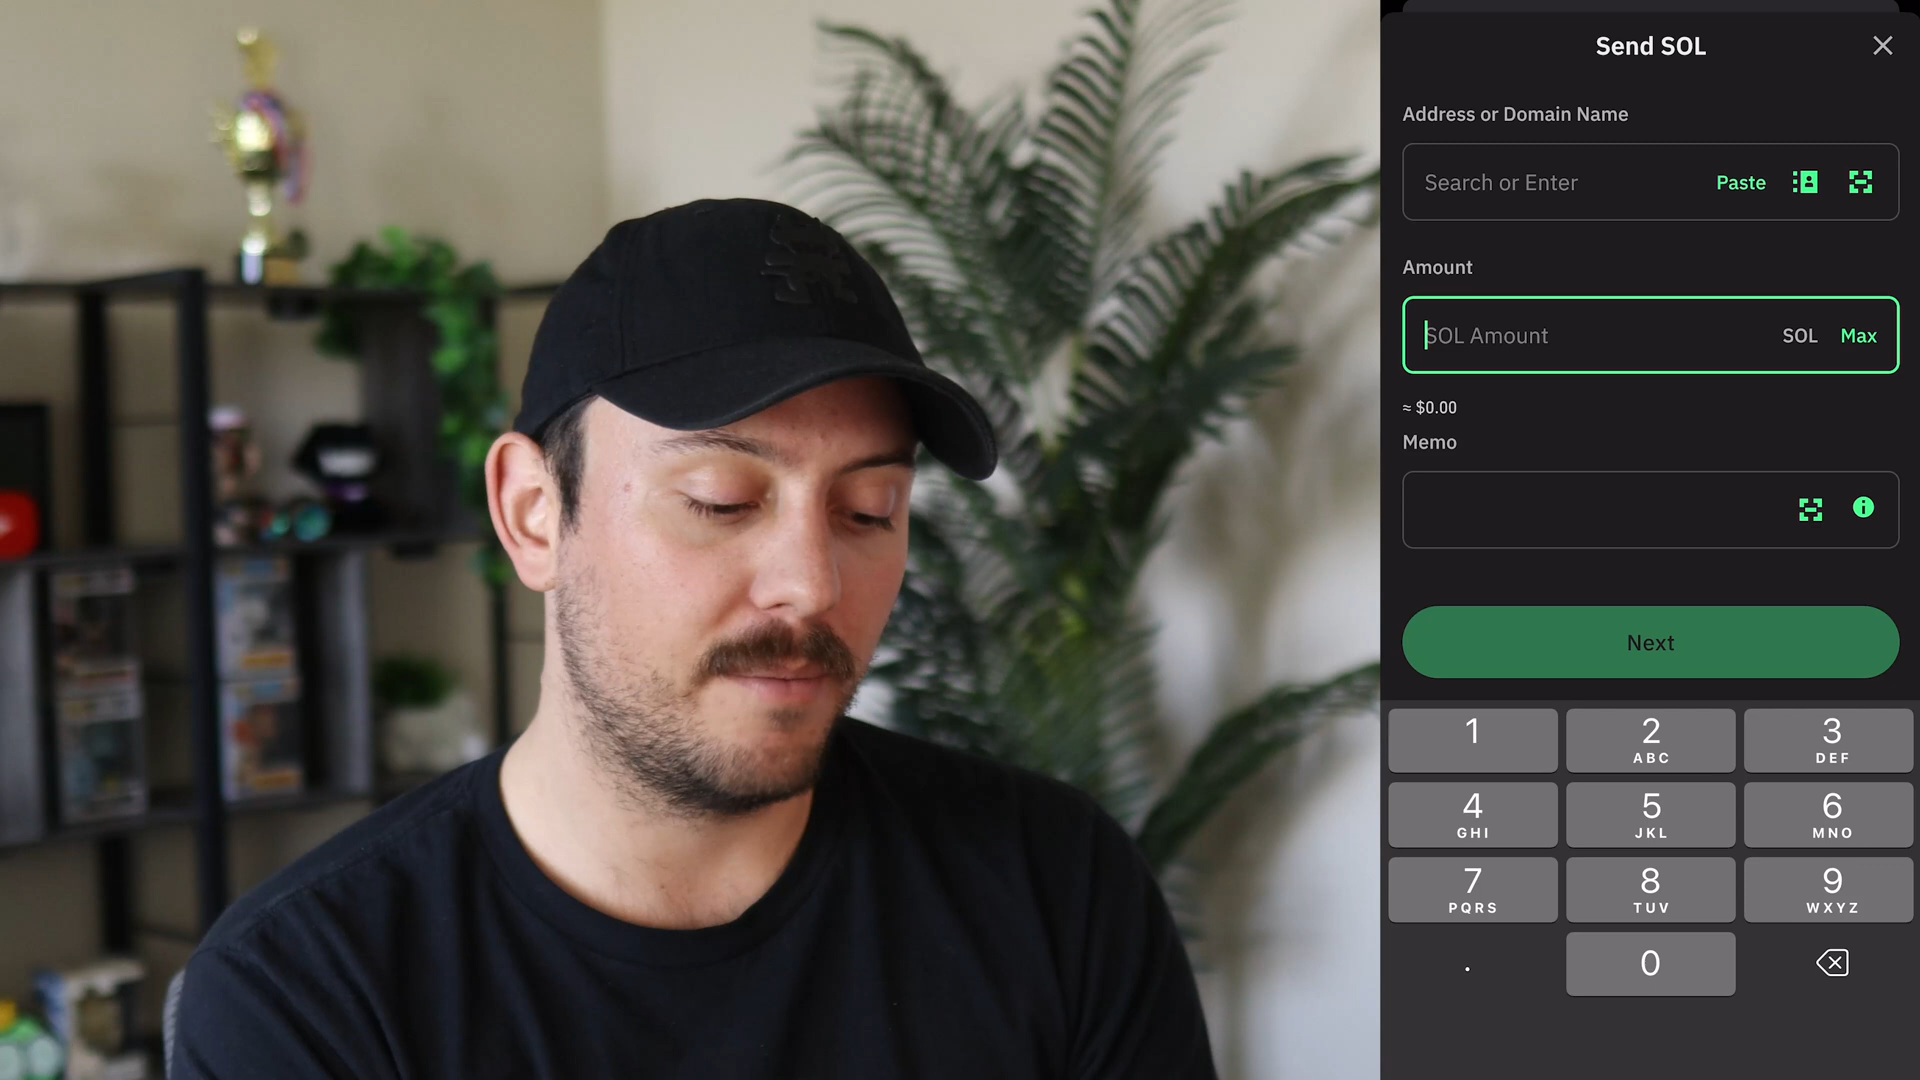 Send SOL
Address or Domain Name
Search or Enter Paste
Amount
SOL Amount SOL Max
≈ $0.00
Memo
Next
1 2 3
ABC DEF
4 5 6
GHI JKL MNO
7 8 9
PQRS TUV WXYZ
. 0